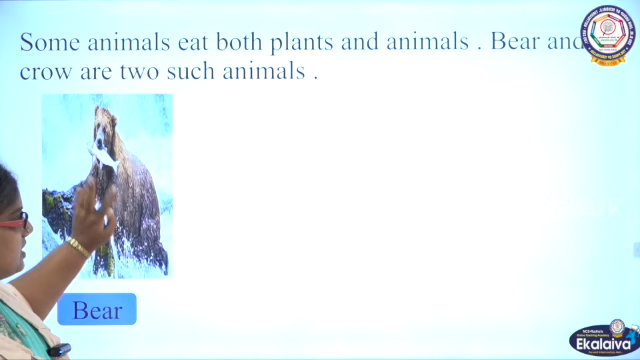 Some animals eat both plants and animals . Bear and
crow are two such animals .
Bear
Ekalaiva